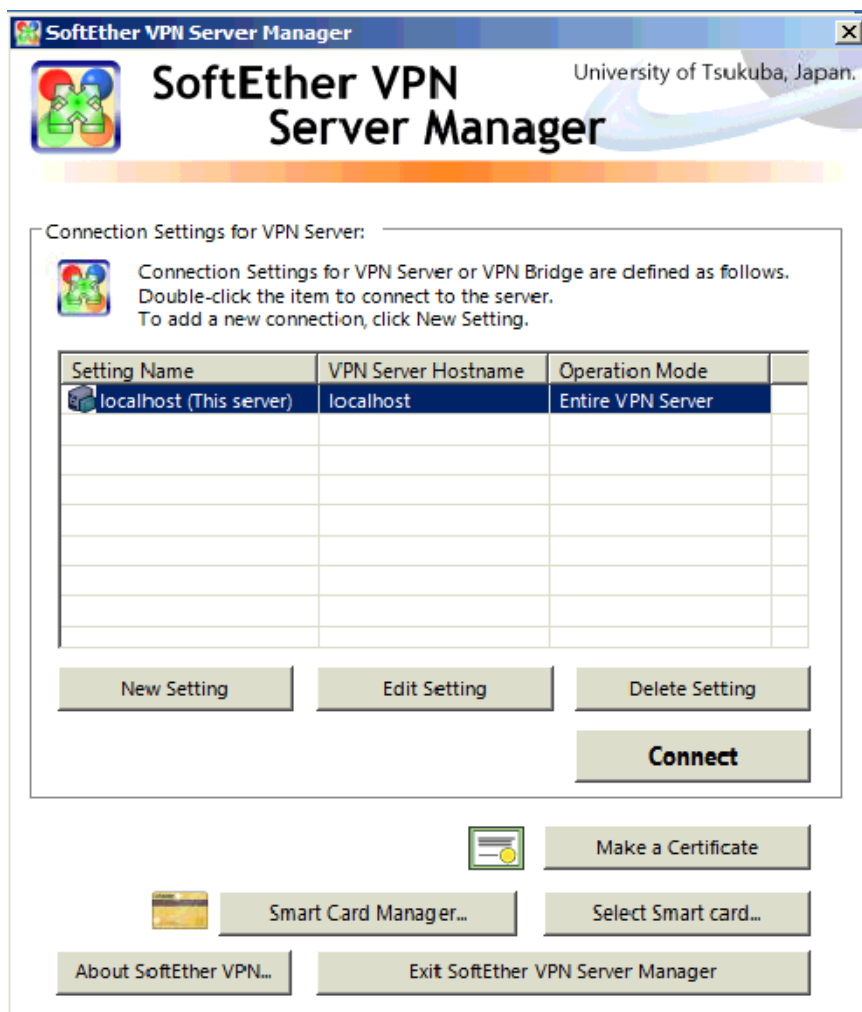 SoftEther VPN Server Manager
University of Tsukuba, Japan.
SoftEther VPN
Server Manager
Connection Settings for VPN Server:
Connection Settings for VPN Server or VPN Bridge are defined as follows.
Double-click the item to connect to the server.
To add a new connection, click New Setting.
Setting Name VPN Server Hostname Operation Mode
localhost (This server) localhost Entire VPN Server
New Setting Edit Setting Delete Setting
Connect
Make a Certificate
Smart Card Manager... Select Smart card...
About SoftEther VPN... Exit SoftEther VPN Server Manager